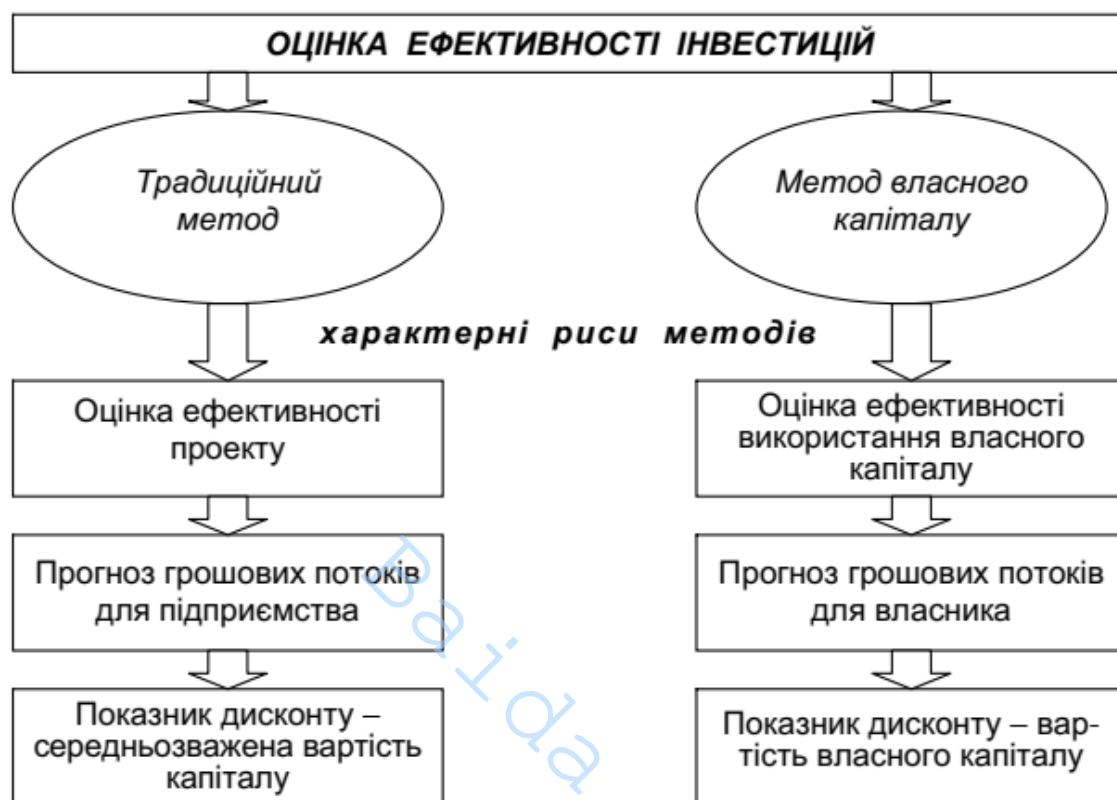 ОЦІНКА ЕФЕКТИВНОСТІ ІНВЕСТИЦІЙ
Традиційний
метод
Метод власного
капіталу
характерні риси методів
Оцінка ефективності
проекту
Оцінка ефективності
використання власного
капіталу
Прогноз грошових потоків
для підприємства
Прогноз грошових потоків
для власника
Показник дисконту –
середньозважена вартість
капіталу
Показник дисконту – вар-
тість власного капіталу
Baida